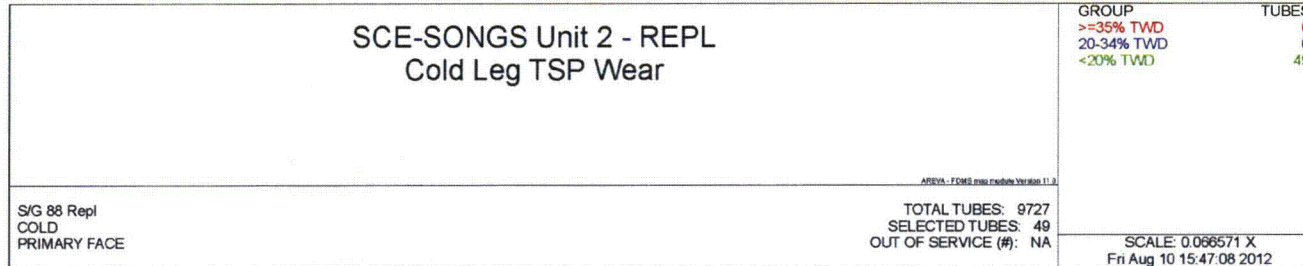 SCE-SONGS Unit 2 - REPL
Cold Leg TSP Wear
GROUP TUBES
>=35% TWD
20-34% TWD
<20% TWD
AREVA - FDMS map module Version 11.0
S/G 88 Repl
COLD
PRIMARY FACE
TOTAL TUBES: 9727
SELECTED TUBES: 49
OUT OF SERVICE (#): NA
SCALE: 0.066571 X
Fri Aug 10 15:47:08 2012